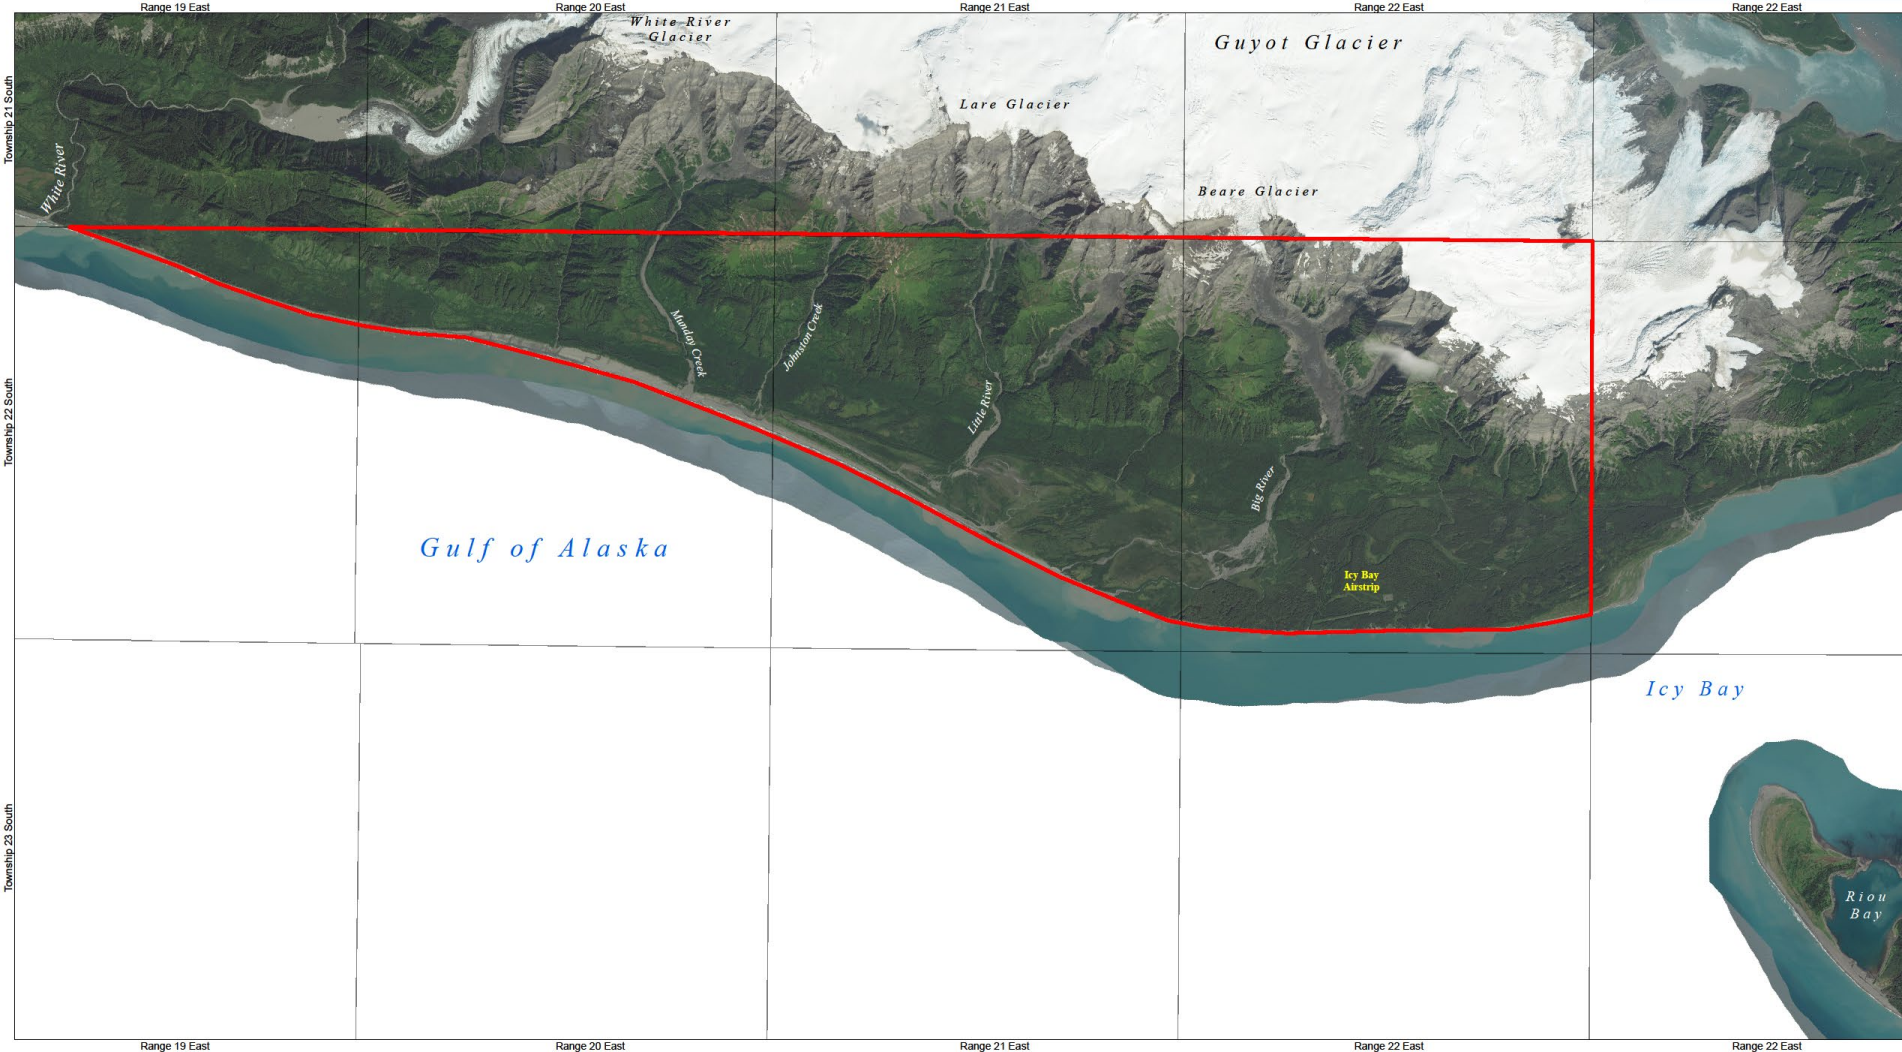 Range 19 East
Range 20 East
Range 21 East
Range 22 East
Range 22 East
White River
Glacier
Guyot Glacier
Lare Glacier
Township 21 South
White River
Beare Glacier
Munday Creek
Johnston Creek
Little River
Township 22 South
Big River
Gulf of Alaska
Icy Bay
Airstrip
Icy Bay
Township 23 South
Riou
Bay
Range 19 East
Range 20 East
Range 21 East
Range 22 East
Range 22 East